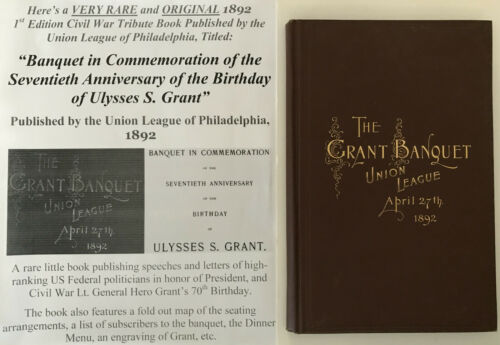 Here's a VERY RARE and ORIGINAL 1892
1st Edition Civil War Tribute Book Published by the
Union League of Philadelphia, Titled:
“Banquet in Commemoration of the
Seventieth Anniversary of the Birthday
of Ulysses S. Grant”
Published by the Union League of Philadelphia,
1892
THE
GRANT BANQUET
UNION
LEAGUE
April 27th.
1892
BANQUET IN COMMEMORATION
OF THE
SEVENTIETH ANNIVERSARY
OF THE
BIRTHDAY
OF
ULYSSES S. GRANT.
A rare little book publishing speeches and letters of high-
ranking US Federal politicians in honor of President, and
Civil War Lt. General Hero Grant's 70th Birthday.
The book also features a fold out map of the seating
arrangements, a list of subscribers to the banquet, the Dinner
Menu, an engraving of Grant, etc.
THE
GRANT BANQUET
UNION
LEAGUE
April 27th.
1892